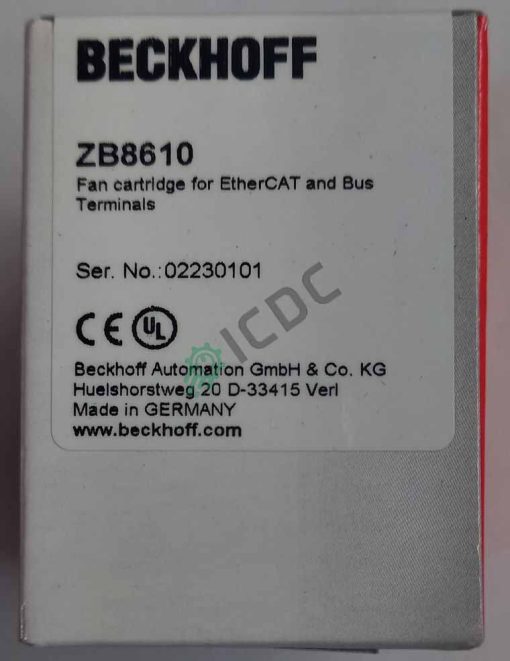 BECKHOFF
ZB8610
Fan cartridge for EtherCAT and Bus
Terminals
Ser. No.:02230101
CE UL
ICDC
Beckhoff Automation GmbH & Co. KG
Huelshorstweg 20 D-33415 Verl
Made in GERMANY
www.beckhoff.com